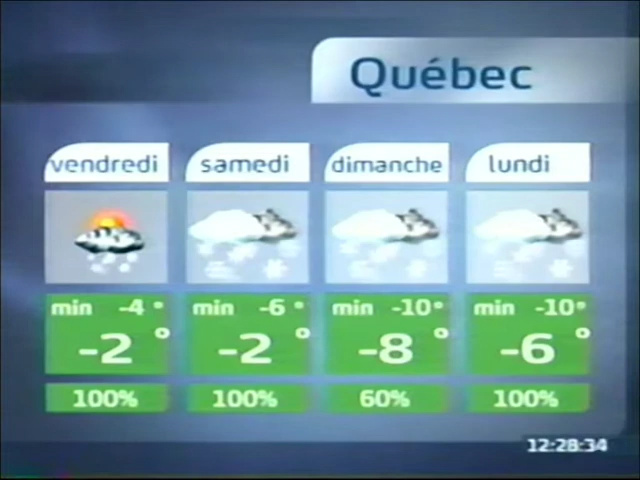 Québec
vendredi samedi dimanche lundi
min -4° min -6° min -10° min -10°
-2° -2° -8° -6°
100% 100% 60% 100%
12:28:34